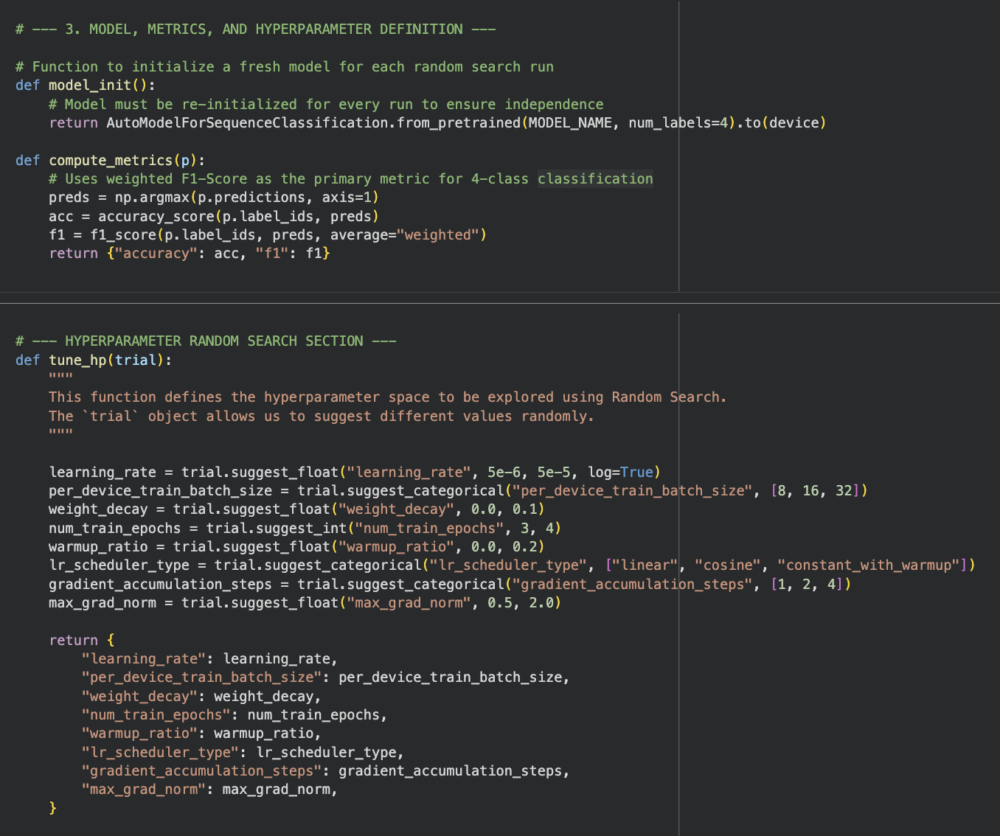 # --- 3. MODEL, METRICS, AND HYPERPARAMETER DEFINITION ---
# Function to initialize a fresh model for each random search run
def model_init():
    # Model must be re-initialized for every run to ensure independence
    return AutoModelForSequenceClassification.from_pretrained(MODEL_NAME, num_labels=4).to(device)
def compute_metrics(p):
    # Uses weighted F1-Score as the primary metric for 4-class classification
    preds = np.argmax(p.predictions, axis=1)
    acc = accuracy_score(p.label_ids, preds)
    f1 = f1_score(p.label_ids, preds, average="weighted")
    return {"accuracy": acc, "f1": f1}
# --- HYPERPARAMETER RANDOM SEARCH SECTION ---
def tune_hp(trial):
    """
    This function defines the hyperparameter space to be explored using Random Search.
    The `trial` object allows us to suggest different values randomly.
    """
    learning_rate = trial.suggest_float("learning_rate", 5e-6, 5e-5, log=True)
    per_device_train_batch_size = trial.suggest_categorical("per_device_train_batch_size", [8, 16, 32])
    weight_decay = trial.suggest_float("weight_decay", 0.0, 0.1)
    num_train_epochs = trial.suggest_int("num_train_epochs", 3, 4)
    warmup_ratio = trial.suggest_float("warmup_ratio", 0.0, 0.2)
    lr_scheduler_type = trial.suggest_categorical("lr_scheduler_type", ["linear", "cosine", "constant_with_warmup"])
    gradient_accumulation_steps = trial.suggest_categorical("gradient_accumulation_steps", [1, 2, 4])
    max_grad_norm = trial.suggest_float("max_grad_norm", 0.5, 2.0)
    return {
        "learning_rate": learning_rate,
        "per_device_train_batch_size": per_device_train_batch_size,
        "weight_decay": weight_decay,
        "num_train_epochs": num_train_epochs,
        "warmup_ratio": warmup_ratio,
        "lr_scheduler_type": lr_scheduler_type,
        "gradient_accumulation_steps": gradient_accumulation_steps,
        "max_grad_norm": max_grad_norm,
    }